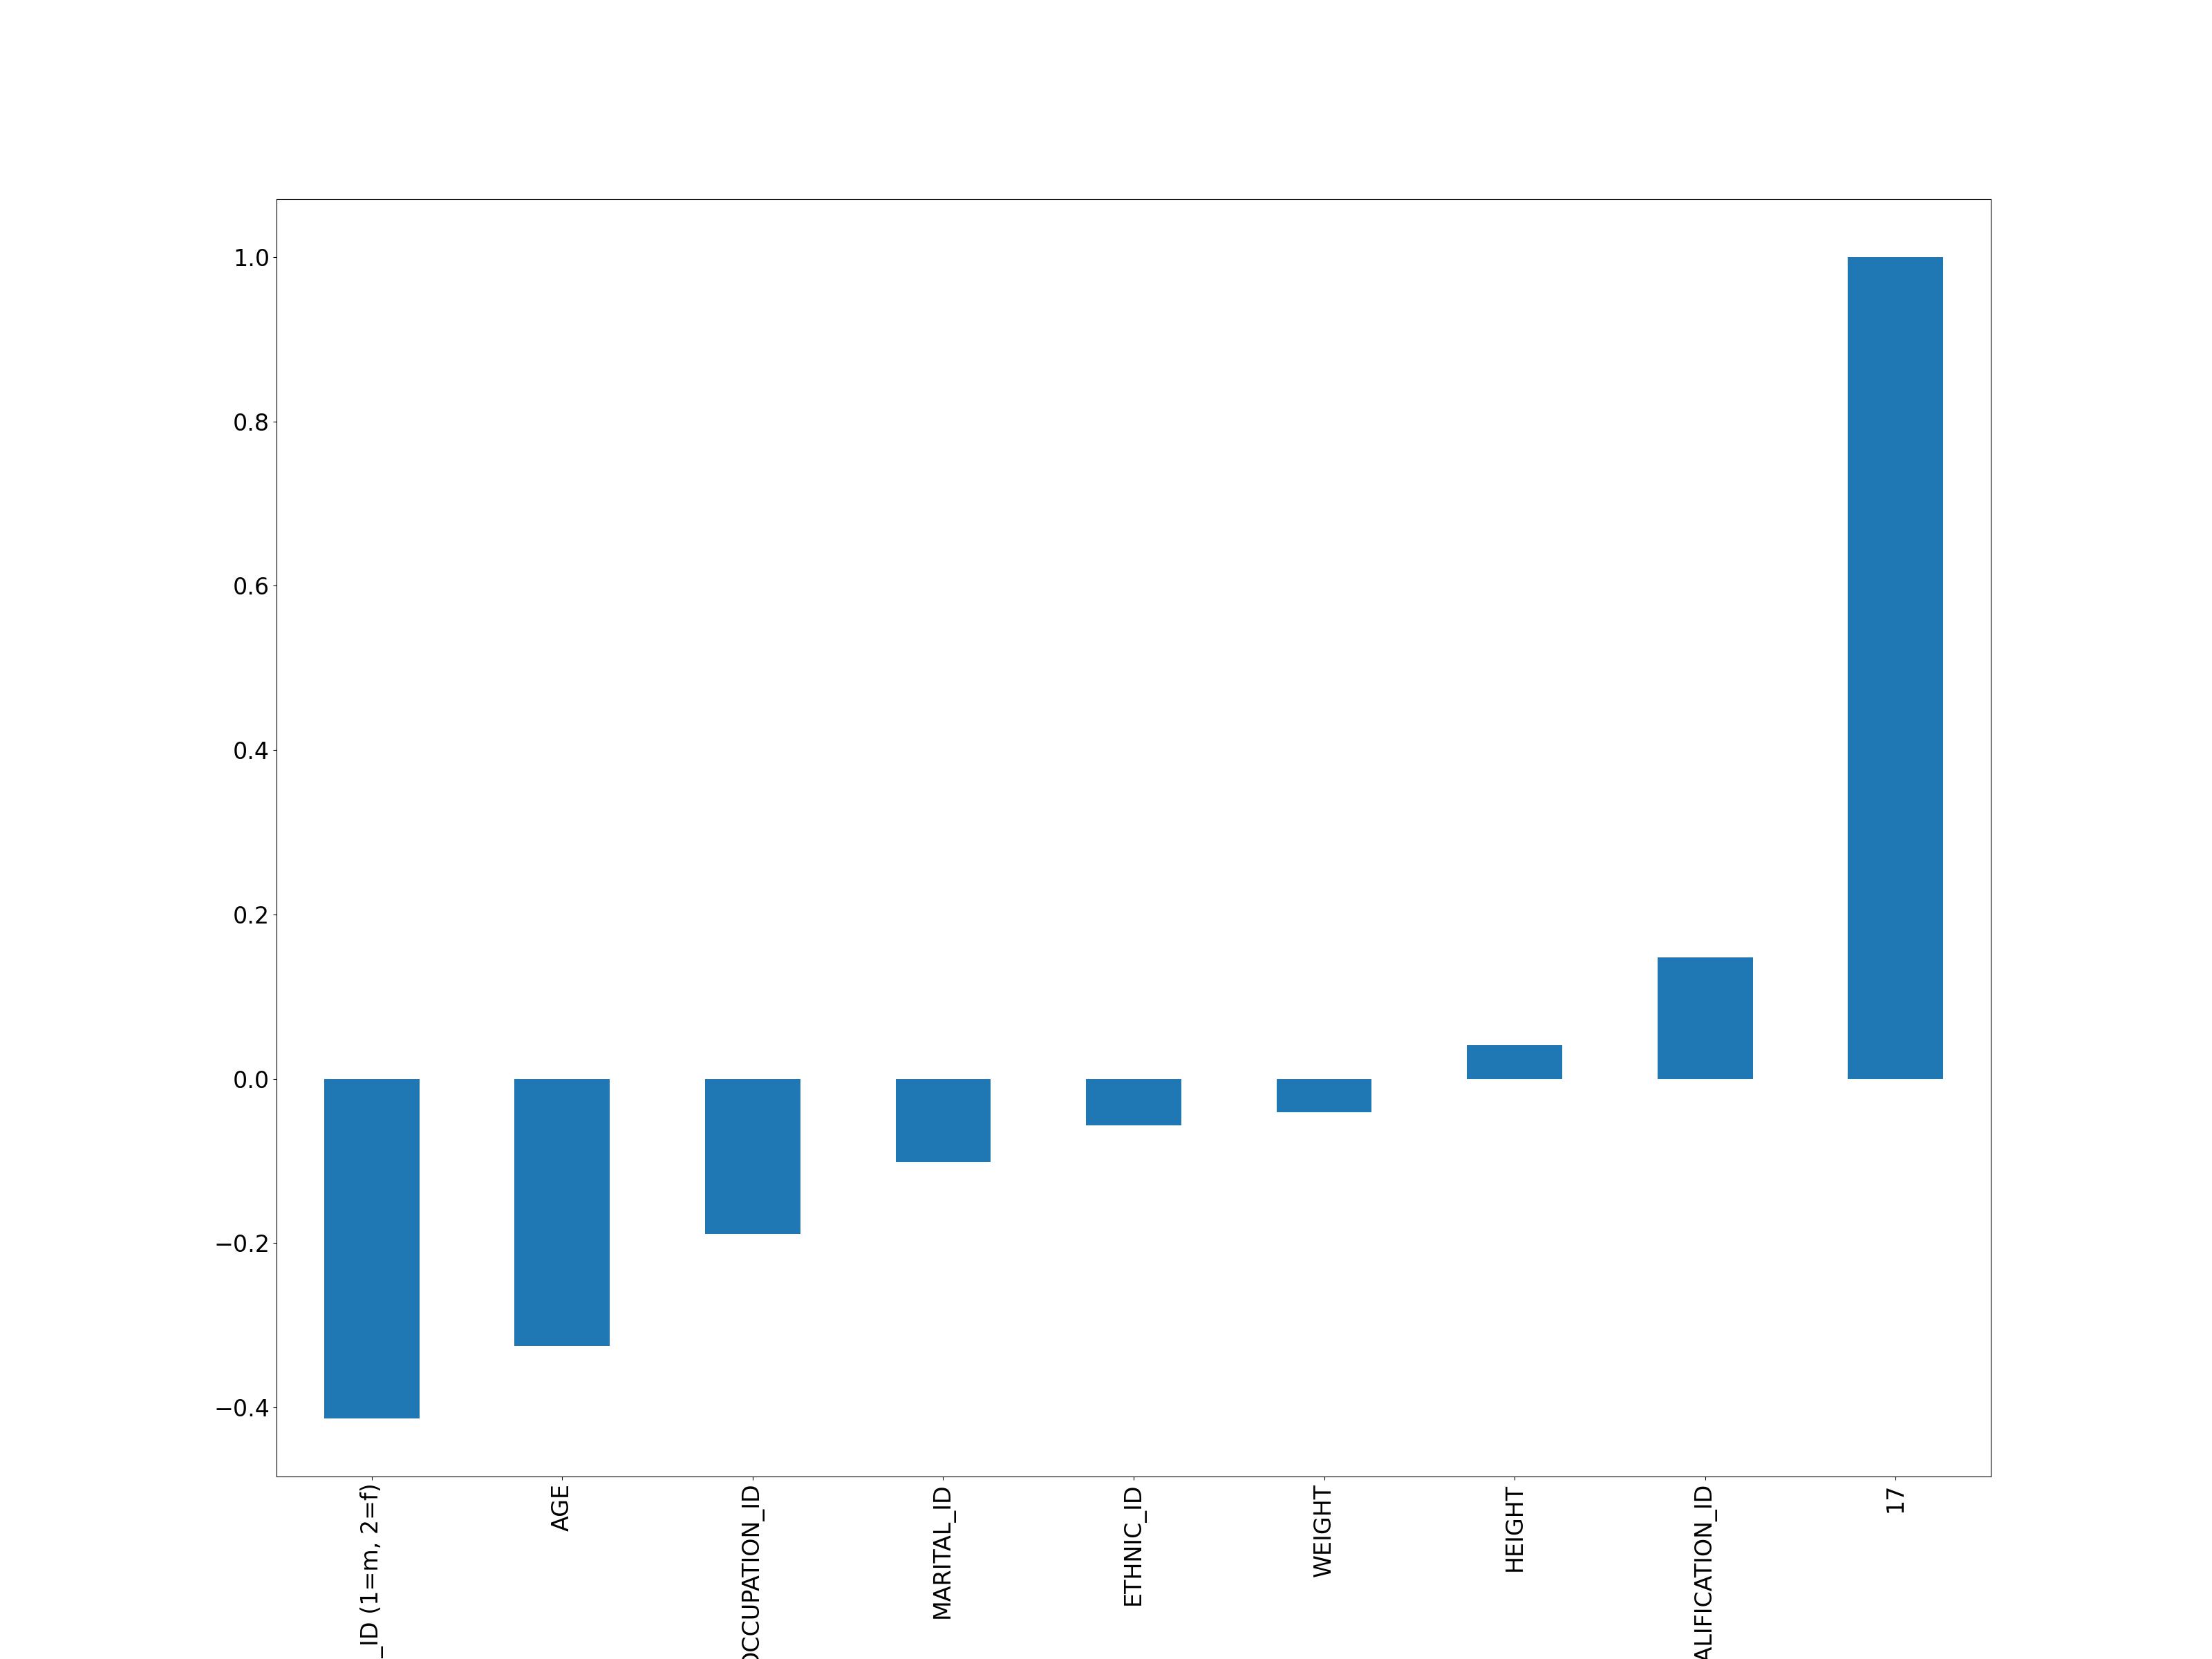 1.0
0.8
0.6
0.4
0.2
0.0
−0.2
−0.4
_ID (1=m, 2=f)
AGE
OCCUPATION_ID
MARITAL_ID
ETHNIC_ID
WEIGHT
HEIGHT
ALIFICATION_ID
17